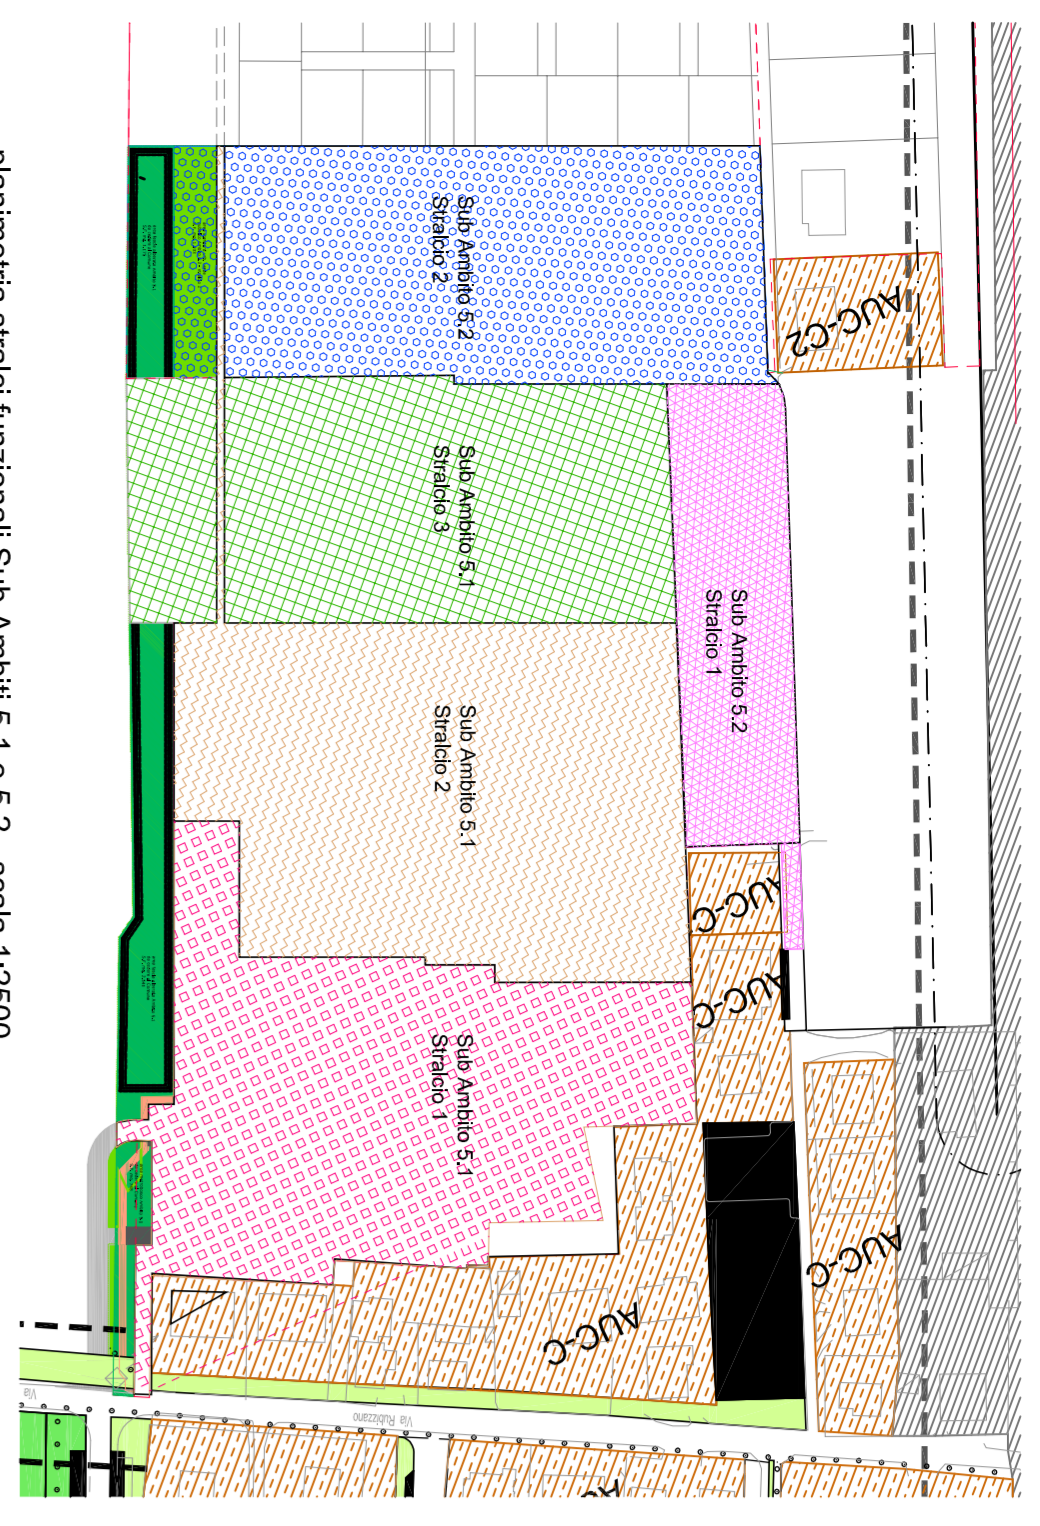 planimetria stralci funzionali Sub Ambiti 5.1 e 5.2 - scala 1:2500
Sub Ambito 5.2
Stralcio 2
Sub Ambito 5.1
Stralcio 3
Sub Ambito 5.2
Stralcio 1
Sub Ambito 5.1
Stralcio 2
Sub Ambito 5.1
Stralcio 1
AUC-C2
AUC-C
AUC-C
AUC-C
AUC-C
Via Rubizzano
Via